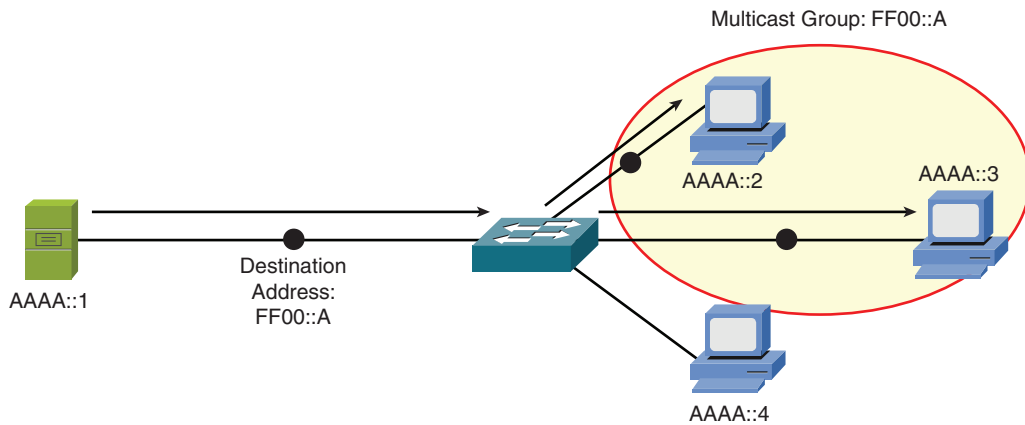 Multicast Group: FF00::A
AAAA::2
AAAA::3
AAAA::1
Destination
Address:
FF00::A
AAAA::4